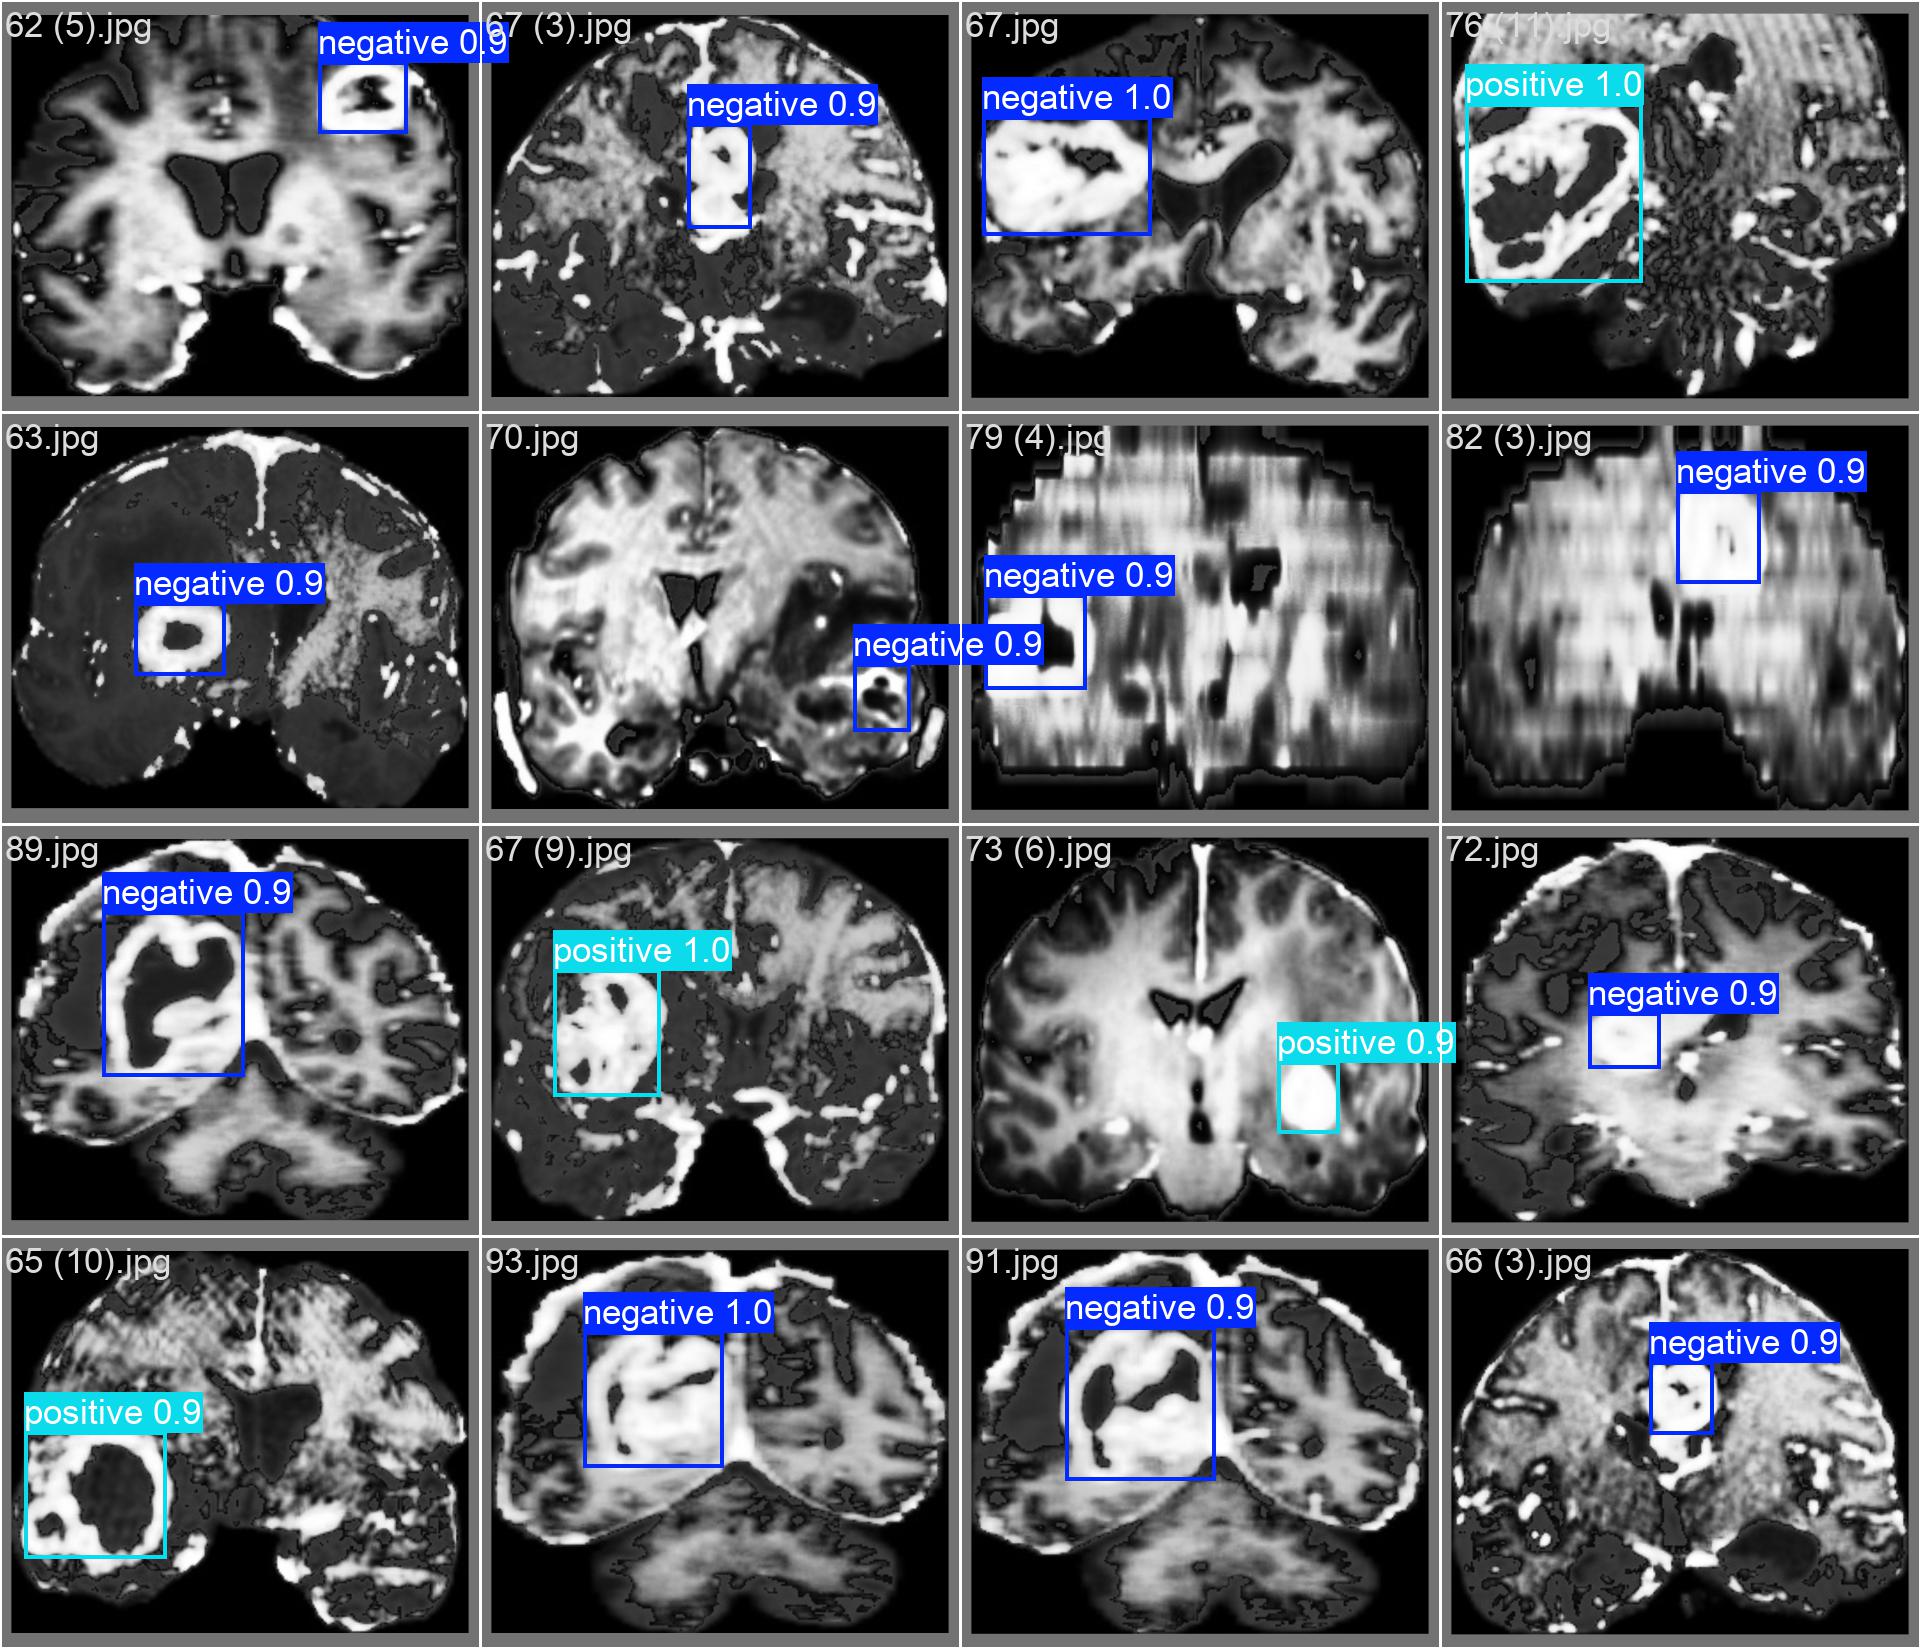 62 (5).jpg
negative 0.9
67 (3).jpg
negative 0.9
67.jpg
negative 1.0
76 (11).jpg
positive 1.0
63.jpg
negative 0.9
70.jpg
negative 0.9
79 (4).jpg
negative 0.9
82 (3).jpg
negative 0.9
89.jpg
negative 0.9
67 (9).jpg
positive 1.0
73 (6).jpg
positive 0.9
72.jpg
negative 0.9
65 (10).jpg
positive 0.9
93.jpg
negative 1.0
91.jpg
negative 0.9
66 (3).jpg
negative 0.9